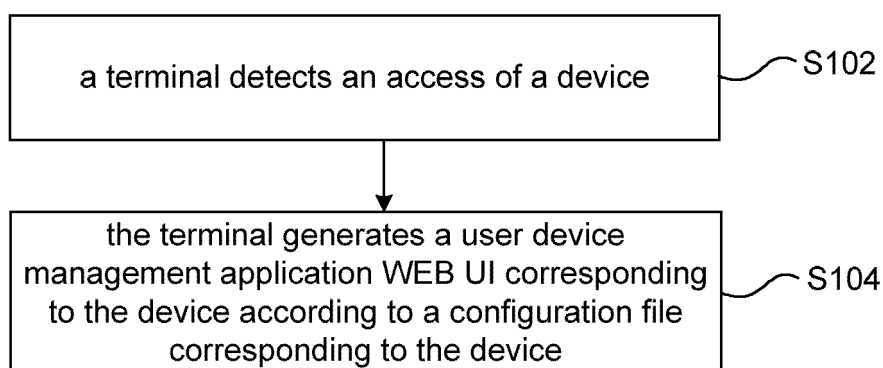 a terminal detects an access of a device
S102
the terminal generates a user device
management application WEB UI corresponding
to the device according to a configuration file
corresponding to the device
S104